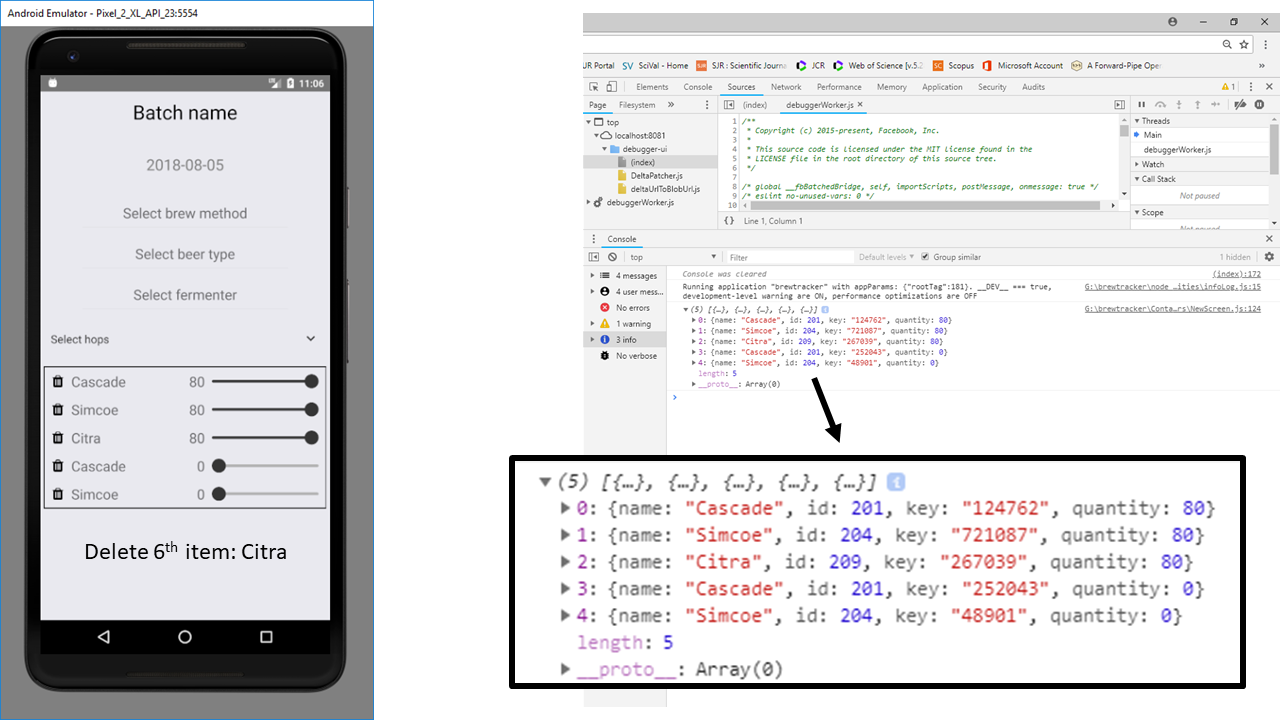 Android Emulator - Pixel_2_XL_API_23:5554
11:06
Batch name
2018-08-05
Select brew method
Select beer type
Select fermenter
Select hops
Cascade 80
Simcoe 80
Citra 80
Cascade 0
Simcoe 0
Delete 6th item: Citra
UR Portal SV SciVal - Home SJR SJR : Scientific Journa JCR Web of Science [v.5.2 SC Scopus Microsoft Account A Forward-Pipe Ope »
Elements Console Sources Network Performance Memory Application Security Audits 1
Page Filesystem » (index) debuggerWorker.js ×
top
localhost:8081
debugger-ui
(index)
DeltaPatcher.js
deltaUrlToBlobUrl.js
debuggerWorker.js
1 /**
2 * Copyright (c) 2015-present, Facebook, Inc.
3 *
4 * This source code is licensed under the MIT license found in the
5 * LICENSE file in the root directory of this source tree.
6 */
7
8 /* global __fbBatchedBridge, self, importScripts, postMessage, onmessage: true */
9 /* eslint no-unused-vars: 0 */
10
{} Line 1, Column 1
Threads
Main
debuggerWorker.js
Watch
Call Stack
Not paused
Scope
Not paused
Console
top Filter Default levels ▼ Group similar 1 hidden
4 messages
4 user mess...
No errors
1 warning
3 info
No verbose
Console was cleared (index):172
Running application "brewtracker" with appParams: {"rootTag":181}. __DEV__ === true, G:\brewtracker\node …ities\infoLog.js:15
development-level warning are ON, performance optimizations are OFF
(5) [{…}, {…}, {…}, {…}, {…}] G:\brewtracker\Conta…rs\NewScreen.js:124
0: {name: "Cascade", id: 201, key: "124762", quantity: 80}
1: {name: "Simcoe", id: 204, key: "721087", quantity: 80}
2: {name: "Citra", id: 209, key: "267039", quantity: 80}
3: {name: "Cascade", id: 201, key: "252043", quantity: 0}
4: {name: "Simcoe", id: 204, key: "48901", quantity: 0}
length: 5
__proto__: Array(0)
(5) [{…}, {…}, {…}, {…}, {…}] i
0: {name: "Cascade", id: 201, key: "124762", quantity: 80}
1: {name: "Simcoe", id: 204, key: "721087", quantity: 80}
2: {name: "Citra", id: 209, key: "267039", quantity: 80}
3: {name: "Cascade", id: 201, key: "252043", quantity: 0}
4: {name: "Simcoe", id: 204, key: "48901", quantity: 0}
length: 5
__proto__: Array(0)